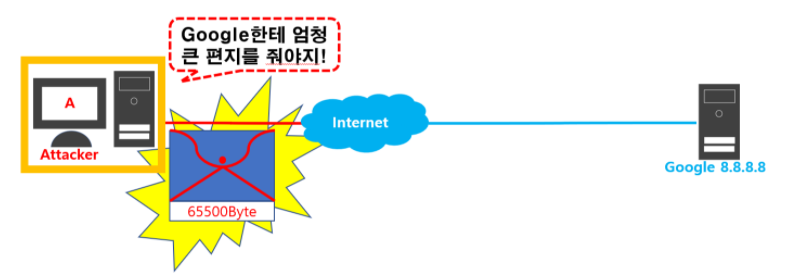 Google한테 엄청
큰 편지를 줘야지!
A
Attacker
65500Byte
Internet
Google 8.8.8.8